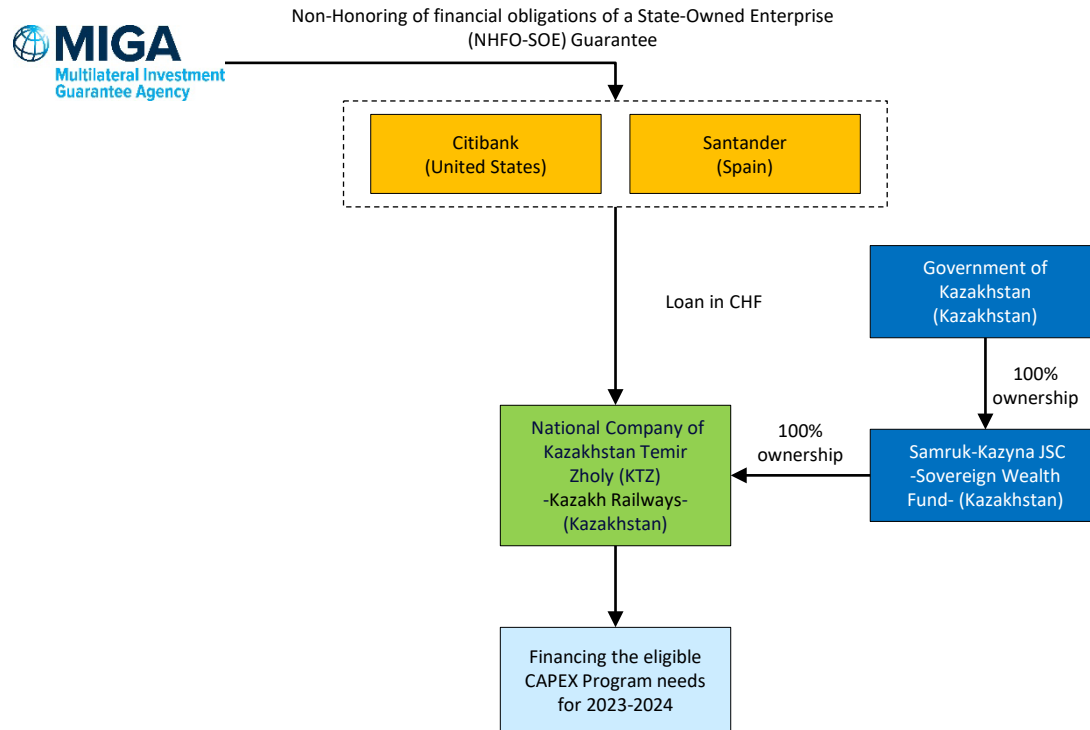 Non-Honoring of financial obligations of a State-Owned Enterprise
(NHFO-SOE) Guarantee
MIGA
Multilateral Investment
Guarantee Agency
Citibank
(United States)
Santander
(Spain)
Government of
Kazakhstan
(Kazakhstan)
Loan in CHF
100%
ownership
National Company of
Kazakhstan Temir
Zholy (KTZ)
-Kazakh Railways-
(Kazakhstan)
100%
ownership
Samruk-Kazyna JSC
-Sovereign Wealth
Fund- (Kazakhstan)
Financing the eligible
CAPEX Program needs
for 2023-2024